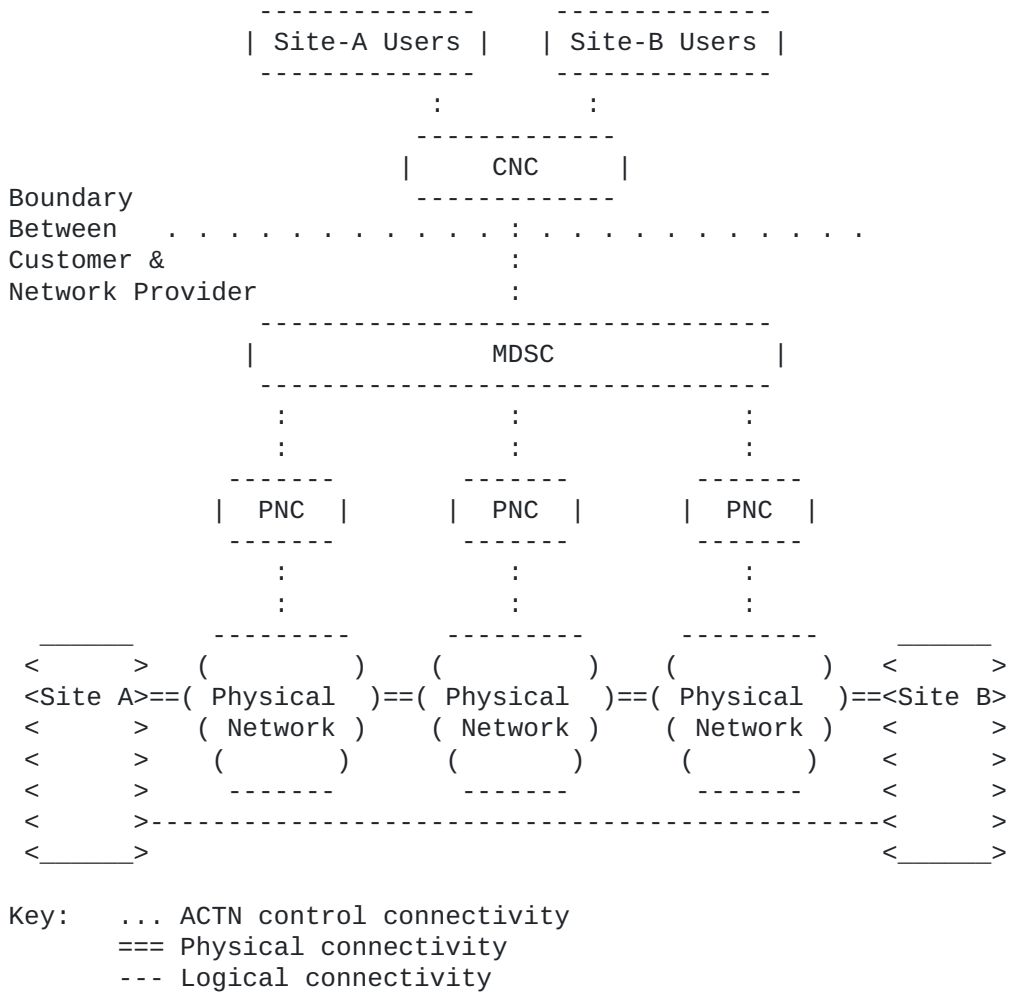 | Site-A Users |   | Site-B Users |
| CNC |
Boundary
Between . . . . . . . . . . . : . . . . . . . . . . .
Customer & :
Network Provider :
| MDSC |
| PNC |   | PNC |   | PNC |
<Site A>==( Physical )==( Physical )==( Physical )==<Site B>
< > ( Network ) ( Network ) ( Network ) < >
Key: ... ACTN control connectivity
=== Physical connectivity
--- Logical connectivity